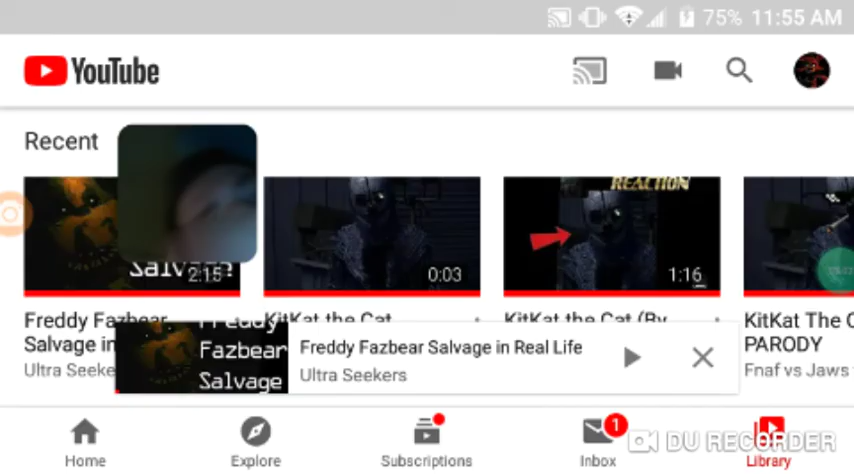 75% 11:55 AM
YouTube
Recent
REACTION
Salvage
2:15
0:03
1:16
Freddy Fazbear
Salvage in
Ultra Seeke
KitKat the Cat
KitKat the Cat (By
KitKat The C
PARODY
Fnaf vs Jaws
Freddy
Fazbear
Salvage
Freddy Fazbear Salvage in Real Life
Ultra Seekers
Home
Explore
Subscriptions
1
Inbox
Library
DU RECORDER